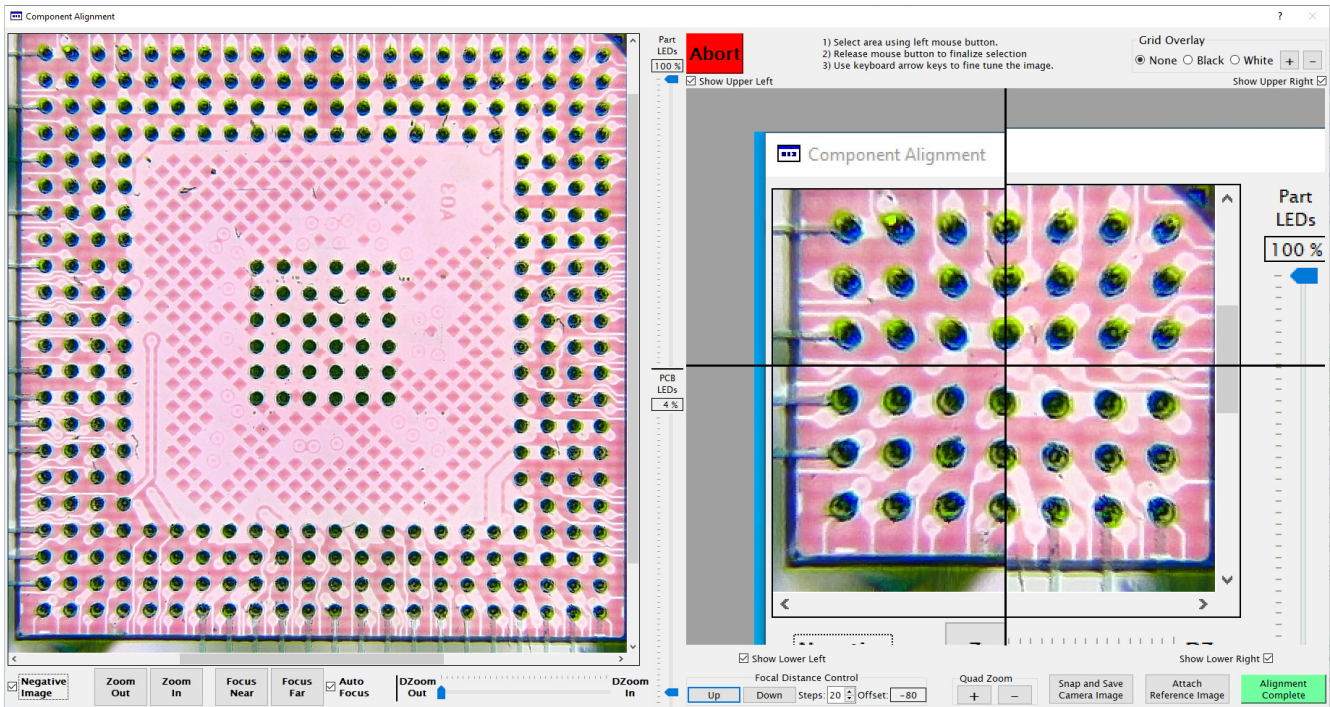 Component Alignment
?
Part
LEDs
100 %
PCB
LEDs
4 %
Abort
1) Select area using left mouse button.
2) Release mouse button to finalize selection
3) Use keyboard arrow keys to fine tune the image.
Grid Overlay
None Black White + -
Show Upper Left
Show Upper Right
Component Alignment
Part
LEDs
100 %
A03
Negative
Image
Zoom
Out
Zoom
In
Focus
Near
Focus
Far
Auto
Focus
DZoom
Out
DZoom
In
Show Lower Left
Show Lower Right
Focal Distance Control
Up Down Steps: 20 Offset: -80
Quad Zoom
+ -
Snap and Save
Camera Image
Attach
Reference Image
Alignment
Complete